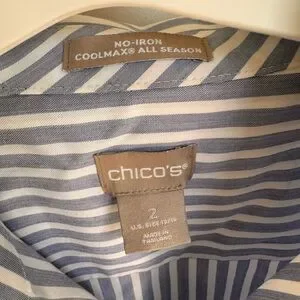 NO-IRON
COOLMAX® ALL SEASON
chico's®
2
U.S. SIZE 12/14
MADE IN
THAILAND